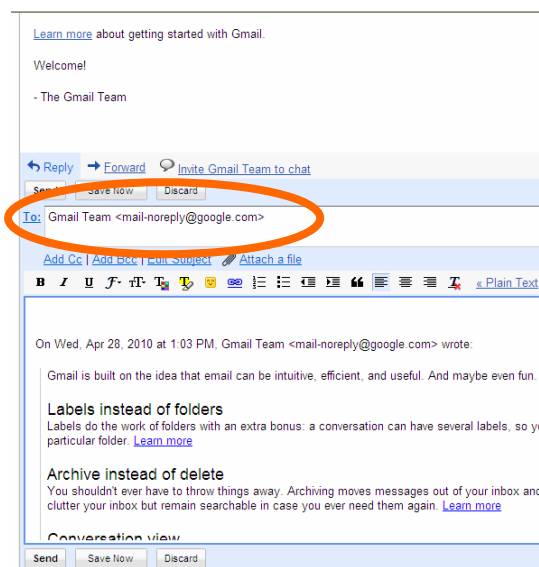 Learn more about getting started with Gmail.
Welcome!
- The Gmail Team
Reply Forward Invite Gmail Team to chat
Send Save Now Discard
To: Gmail Team <mail-noreply@google.com>
Add Cc | Add Bcc | Edit Subject Attach a file
B I U « Plain Text
On Wed, Apr 28, 2010 at 1:03 PM, Gmail Team <mail-noreply@google.com> wrote:
Gmail is built on the idea that email can be intuitive, efficient, and useful. And maybe even fun.
Labels instead of folders
Labels do the work of folders with an extra bonus: a conversation can have several labels, so
particular folder. Learn more
Archive instead of delete
You shouldn't ever have to throw things away. Archiving moves messages out of your inbox and
clutter your inbox but remain searchable in case you ever need them again. Learn more
Conversation view
Send Save Now Discard